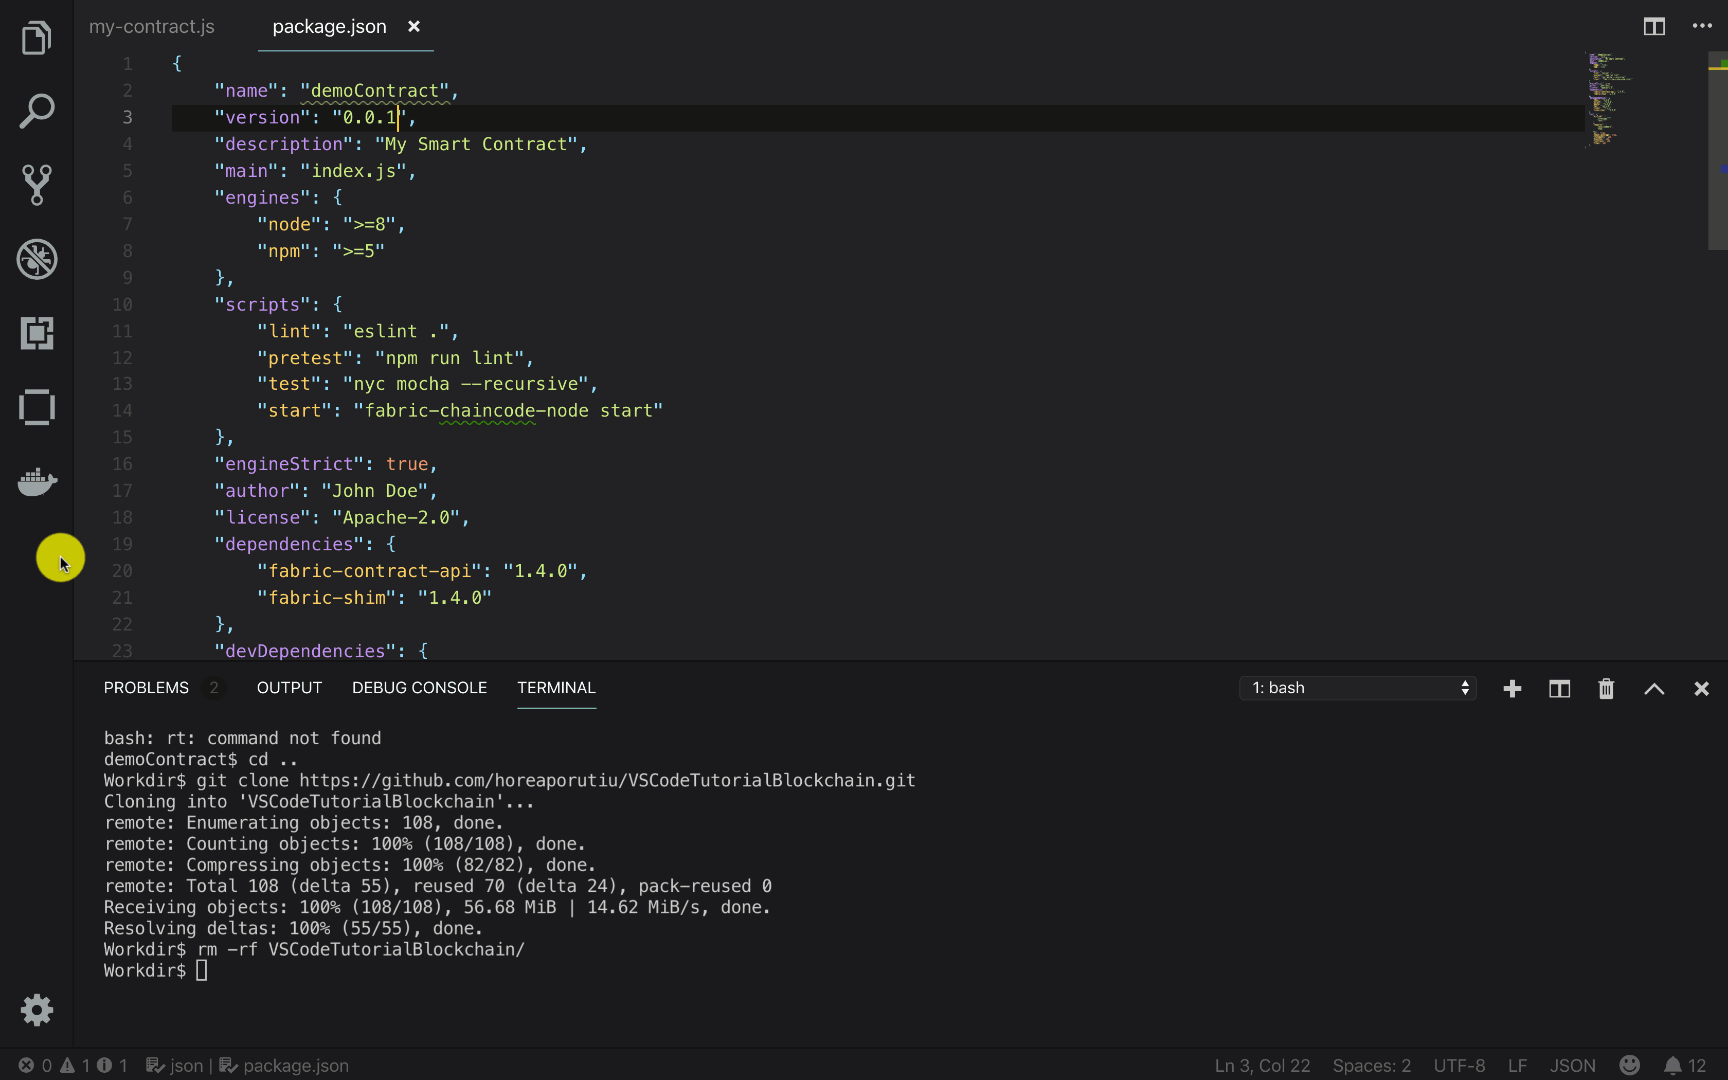 my-contract.js
package.json
1 {
2 "name": "demoContract",
3 "version": "0.0.1",
4 "description": "My Smart Contract",
5 "main": "index.js",
6 "engines": {
7 "node": ">=8",
8 "npm": ">=5"
9 },
10 "scripts": {
11 "lint": "eslint .",
12 "pretest": "npm run lint",
13 "test": "nyc mocha --recursive",
14 "start": "fabric-chaincode-node start"
15 },
16 "engineStrict": true,
17 "author": "John Doe",
18 "license": "Apache-2.0",
19 "dependencies": {
20 "fabric-contract-api": "1.4.0",
21 "fabric-shim": "1.4.0"
22 },
23 "devDependencies": {
PROBLEMS 2 OUTPUT DEBUG CONSOLE TERMINAL 1: bash
bash: rt: command not found
demoContract$ cd ..
Workdir$ git clone https://github.com/horeaporutiu/VSCodeTutorialBlockchain.git
Cloning into 'VSCodeTutorialBlockchain'...
remote: Enumerating objects: 108, done.
remote: Counting objects: 100% (108/108), done.
remote: Compressing objects: 100% (82/82), done.
remote: Total 108 (delta 55), reused 70 (delta 24), pack-reused 0
Receiving objects: 100% (108/108), 56.68 MiB | 14.62 MiB/s, done.
Resolving deltas: 100% (55/55), done.
Workdir$ rm -rf VSCodeTutorialBlockchain/
Workdir$
0 1 1 json | package.json Ln 3, Col 22 Spaces: 2 UTF-8 LF JSON 12